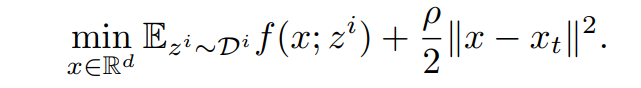 min_{x∈ℝ^d} 𝔼_{z^i∼𝒟^i} f(x; z^i) + ρ/2 ‖x − x_t‖².